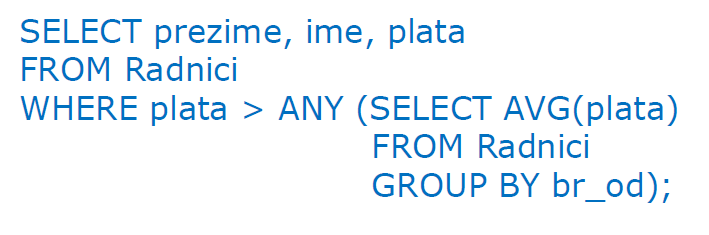 SELECT prezime, ime, plata
FROM Radnici
WHERE plata > ANY (SELECT AVG(plata)
FROM Radnici
GROUP BY br_od);